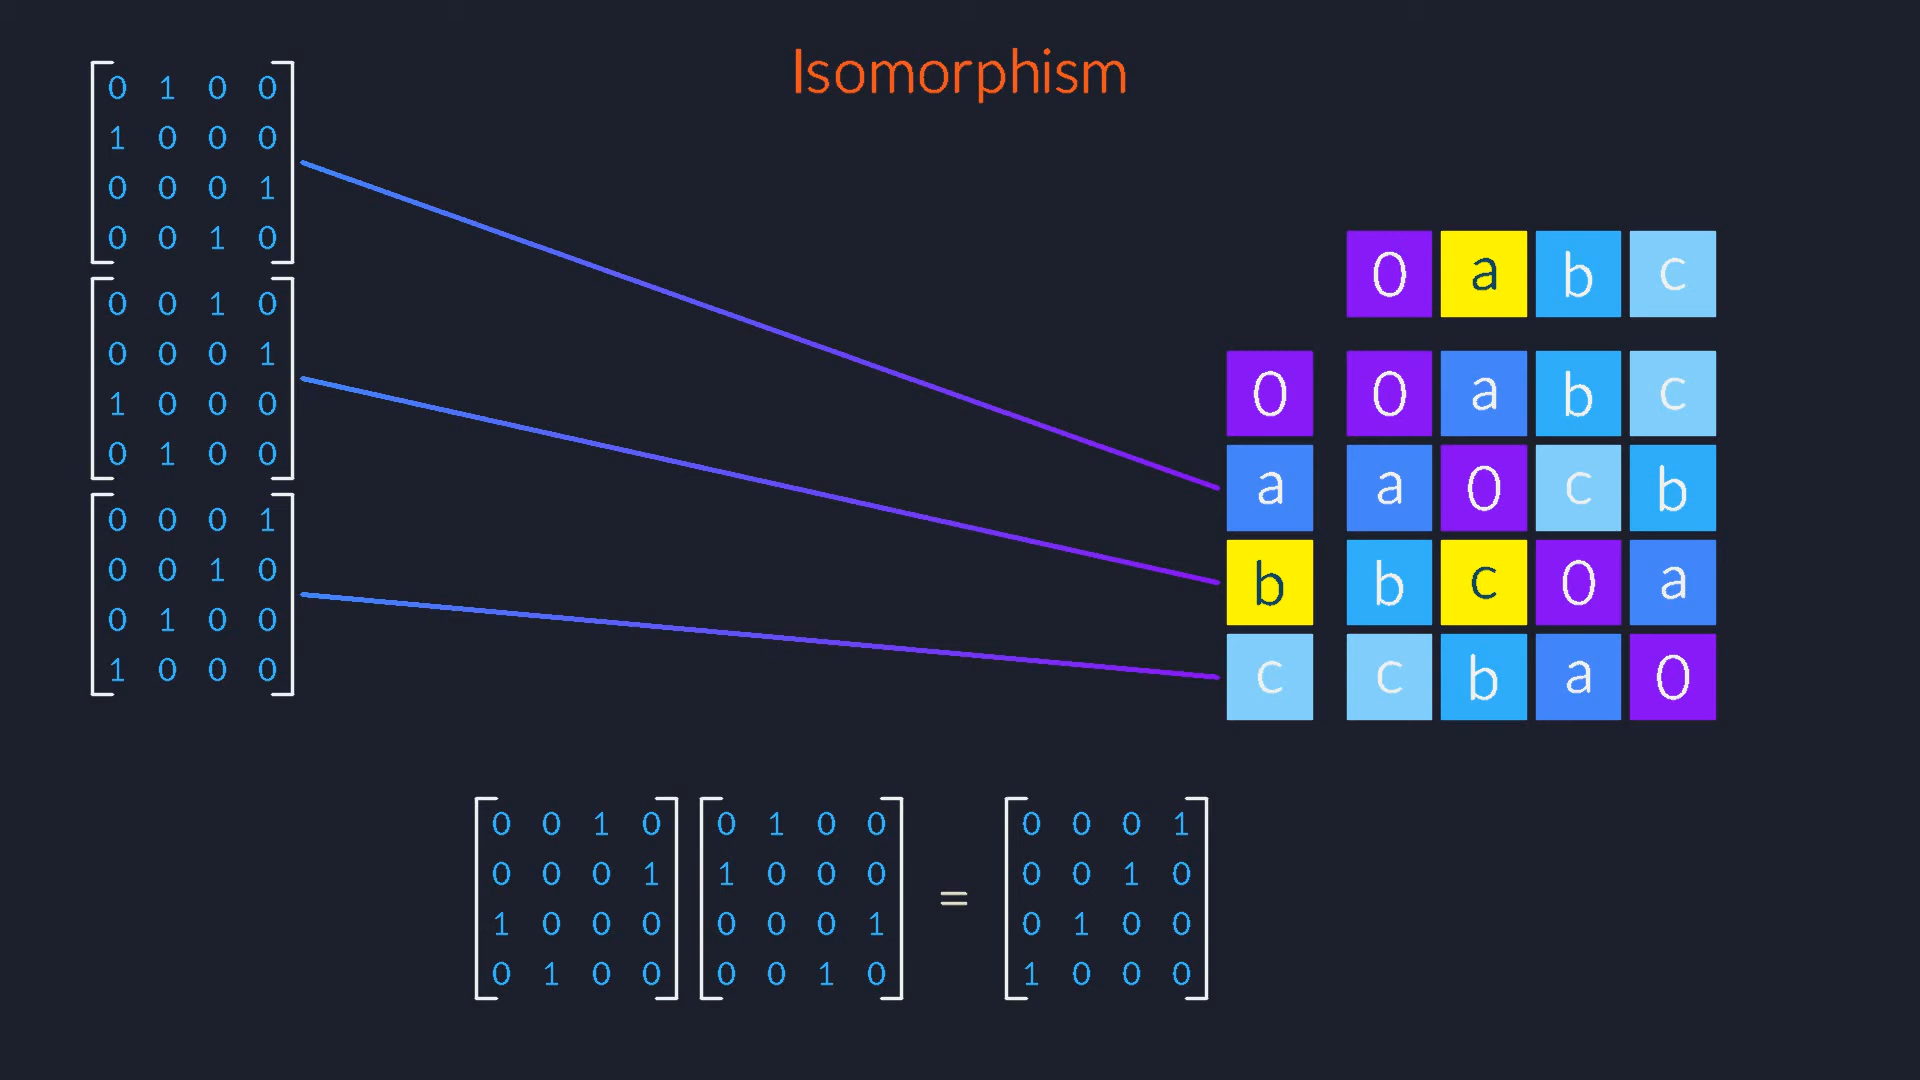 Isomorphism
0 1 0 0
1 0 0 0
0 0 0 1
0 0 1 0
0 0 1 0
0 0 0 1
1 0 0 0
0 1 0 0
0 0 0 1
0 0 1 0
0 1 0 0
1 0 0 0
0 a b c
0 0 a b c
a a 0 c b
b b c 0 a
c c b a 0
0 0 1 0 0 1 0 0 0 0 0 1
0 0 0 1 1 0 0 0 0 0 1 0
=
1 0 0 0 0 0 0 1 0 1 0 0
0 1 0 0 0 0 1 0 1 0 0 0